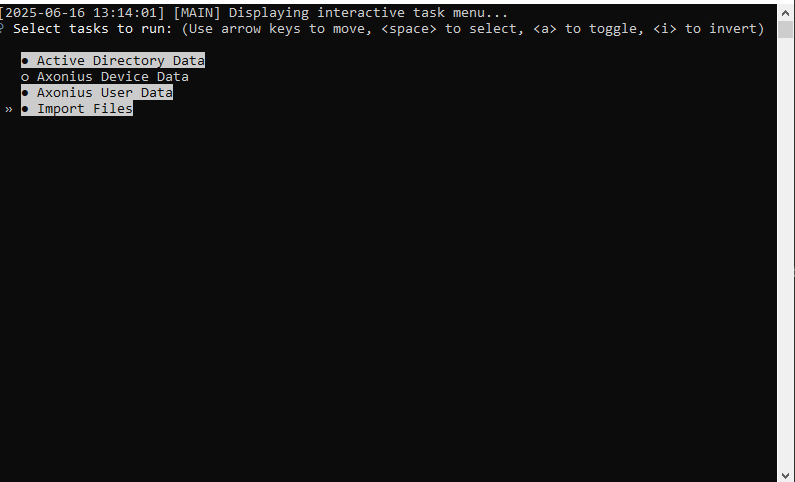 [2025-06-16 13:14:01] [MAIN] Displaying interactive task menu...
? Select tasks to run: (Use arrow keys to move, <space> to select, <a> to toggle, <i> to invert)
● Active Directory Data
○ Axonius Device Data
● Axonius User Data
» ● Import Files